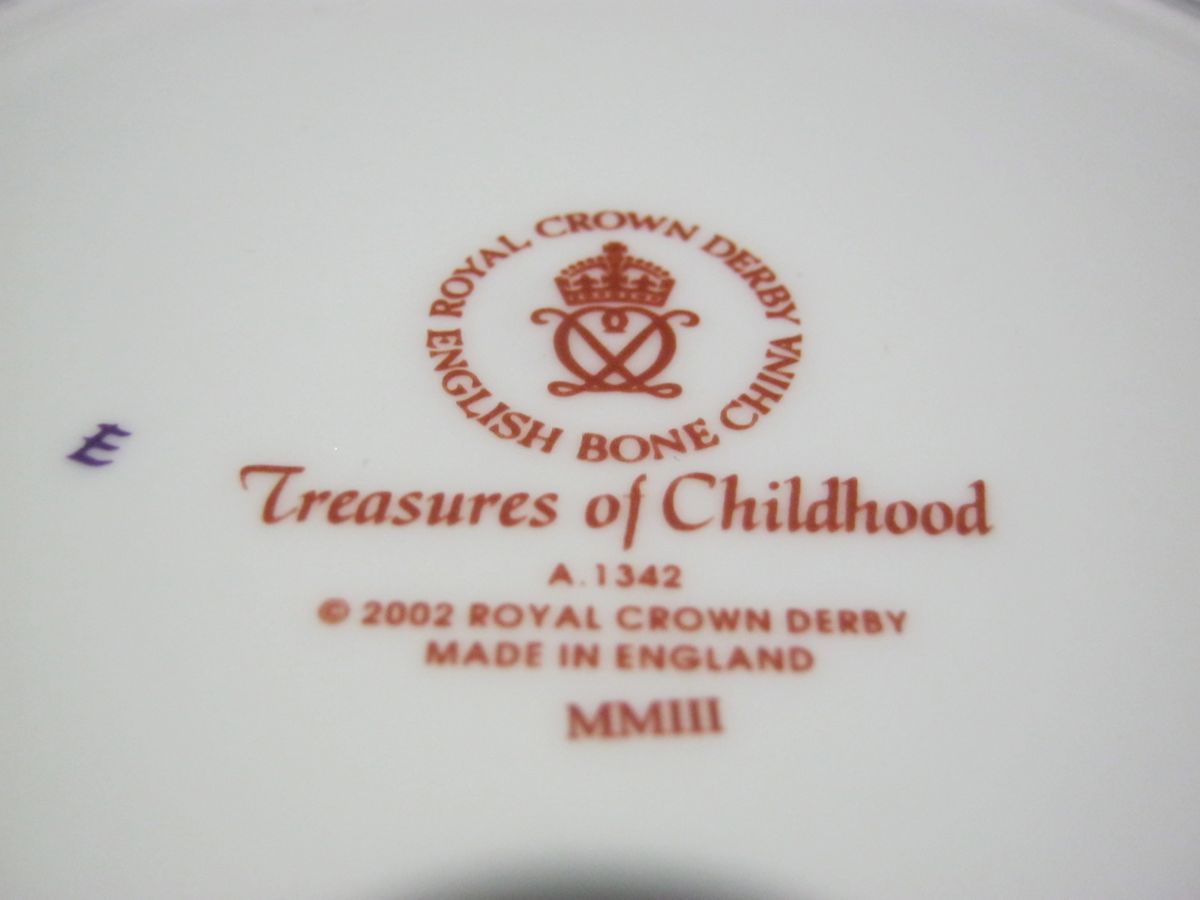 ROYAL CROWN DERBY
ENGLISH BONE CHINA
E
Treasures of Childhood
A.1342
© 2002 ROYAL CROWN DERBY
MADE IN ENGLAND
MMIII